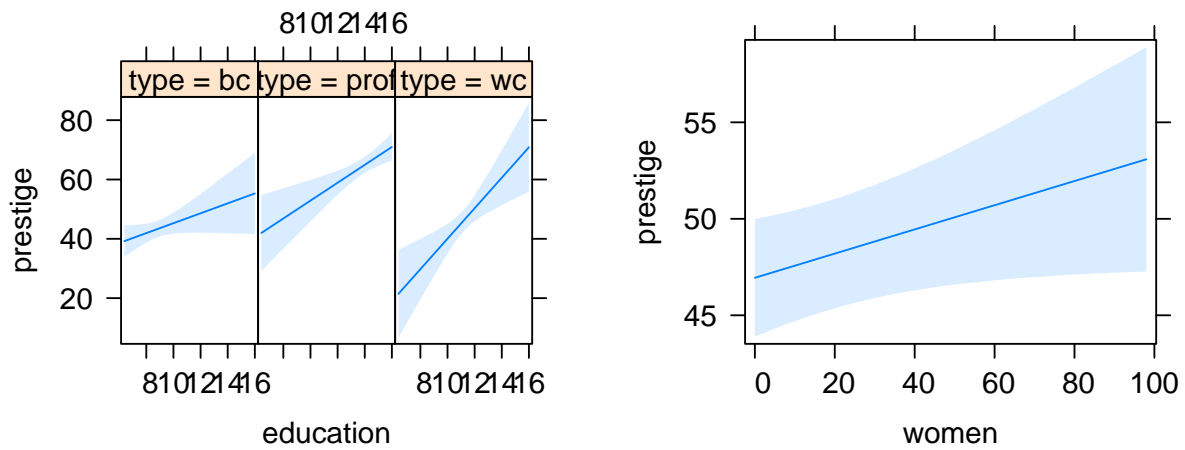 810121416
type = bc type = prof type = wc
prestige
80
60
40
20
810121416 810121416
education
prestige
55
50
45
0 20 40 60 80 100
women